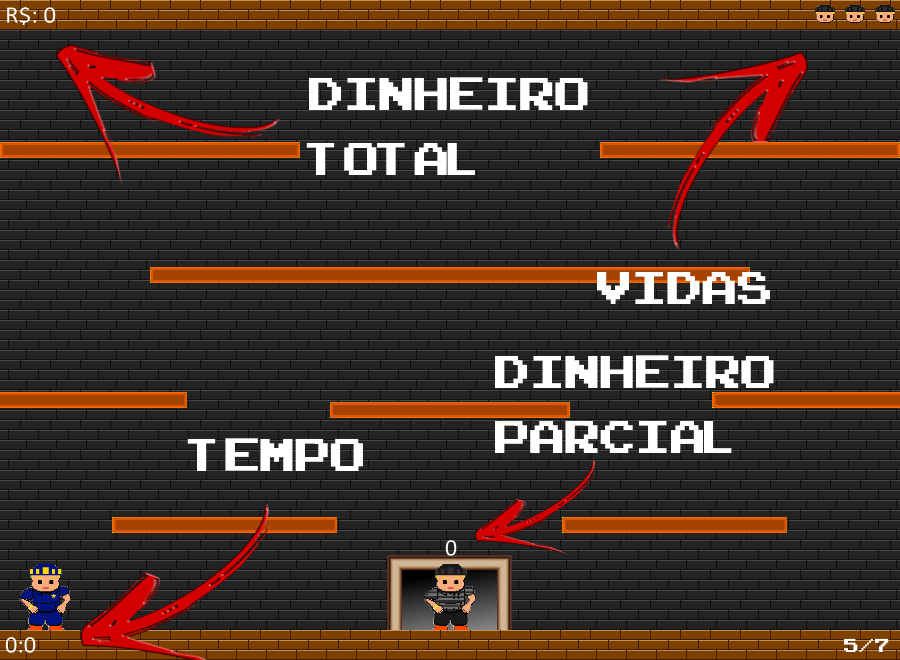 R$: 0
DINHEIRO
TOTAL
VIDAS
DINHEIRO
PARCIAL
TEMPO
0
0:0
5/7